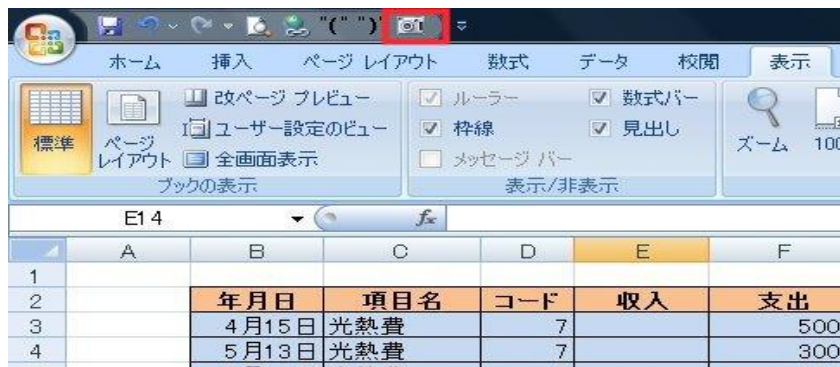 "(" ")"
ホーム 挿入 ページ レイアウト 数式 データ 校閲 表示
標準
ページ レイアウト
改ページ プレビュー
ユーザー設定のビュー
全画面表示
ブックの表示
ルーラー
枠線
メッセージ バー
数式バー
見出し
表示/非表示
ズーム
100
E14 fx
A B C D E F
1
2 年月日 項目名 コード 収入 支出
3 4月15日 光熱費 7 500
4 5月13日 光熱費 7 300